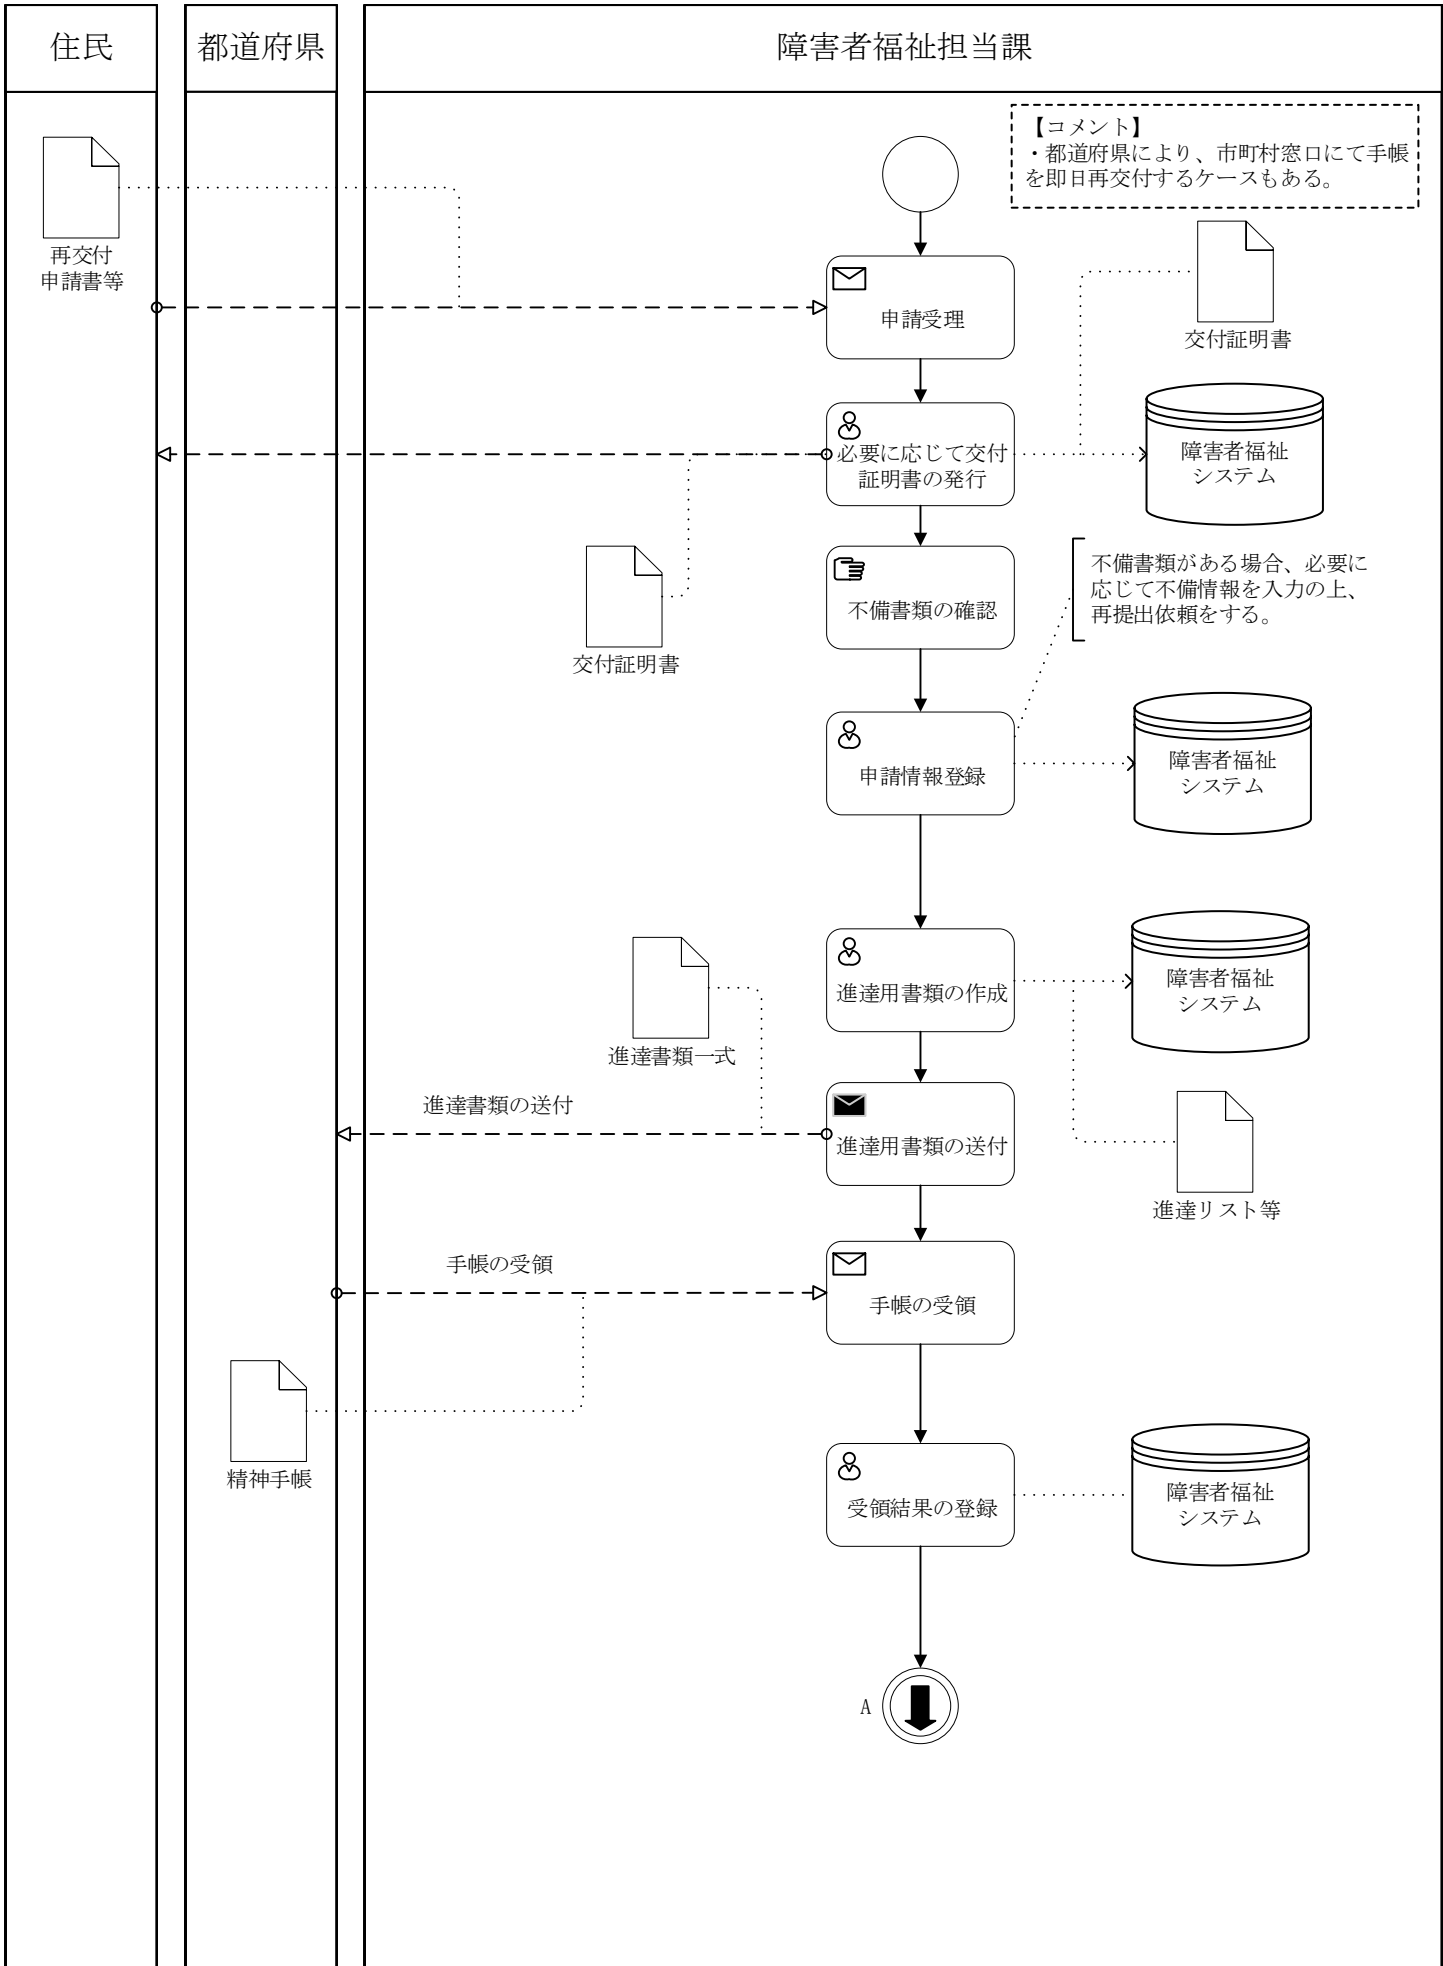 住民
都道府県
障害者福祉担当課
【コメント】
・都道府県により、市町村窓口にて手帳
を即日再交付するケースもある。
再交付
申請書等
申請受理
交付証明書
必要に応じて交付
証明書の発行
障害者福祉
システム
不備書類がある場合、必要に
応じて不備情報を入力の上、
再提出依頼をする。
不備書類の確認
交付証明書
申請情報登録
障害者福祉
システム
進達用書類の作成
障害者福祉
システム
進達書類一式
進達書類の送付
進達用書類の送付
進達リスト等
手帳の受領
手帳の受領
精神手帳
受領結果の登録
障害者福祉
システム
A